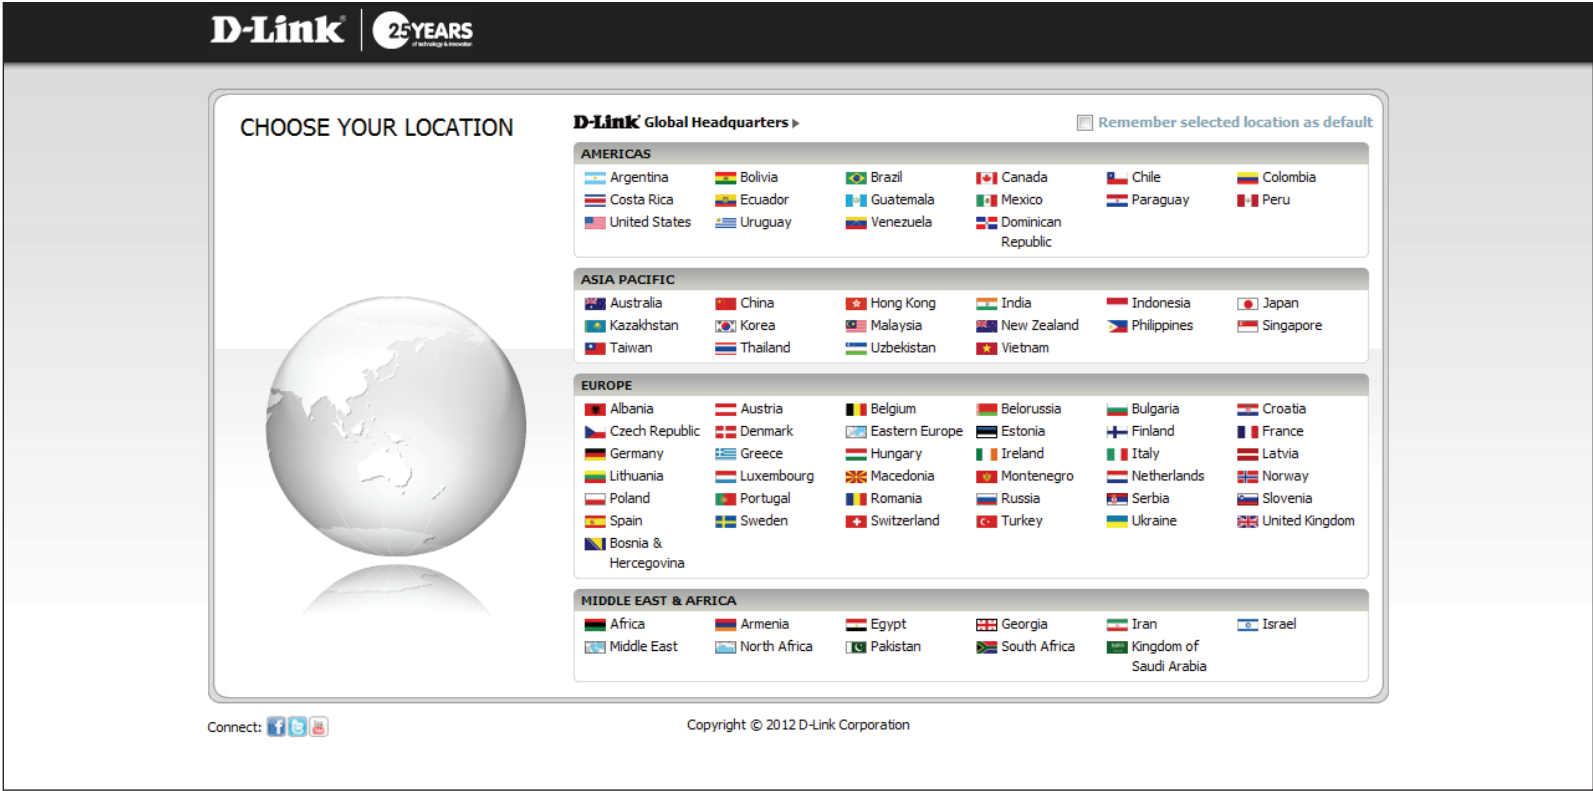 D-Link 25 YEARS
of technology & innovation
CHOOSE YOUR LOCATION
D-Link Global Headquarters
Remember selected location as default
AMERICAS
Argentina Bolivia Brazil Canada Chile Colombia
Costa Rica Ecuador Guatemala Mexico Paraguay Peru
United States Uruguay Venezuela Dominican
Republic
ASIA PACIFIC
Australia China Hong Kong India Indonesia Japan
Kazakhstan Korea Malaysia New Zealand Philippines Singapore
Taiwan Thailand Uzbekistan Vietnam
EUROPE
Albania Austria Belgium Belorussia Bulgaria Croatia
Czech Republic Denmark Eastern Europe Estonia Finland France
Germany Greece Hungary Ireland Italy Latvia
Lithuania Luxembourg Macedonia Montenegro Netherlands Norway
Poland Portugal Romania Russia Serbia Slovenia
Spain Sweden Switzerland Turkey Ukraine United Kingdom
Bosnia &
Hercegovina
MIDDLE EAST & AFRICA
Africa Armenia Egypt Georgia Iran Israel
Middle East North Africa Pakistan South Africa Kingdom of
Saudi Arabia
Connect:
Copyright © 2012 D-Link Corporation